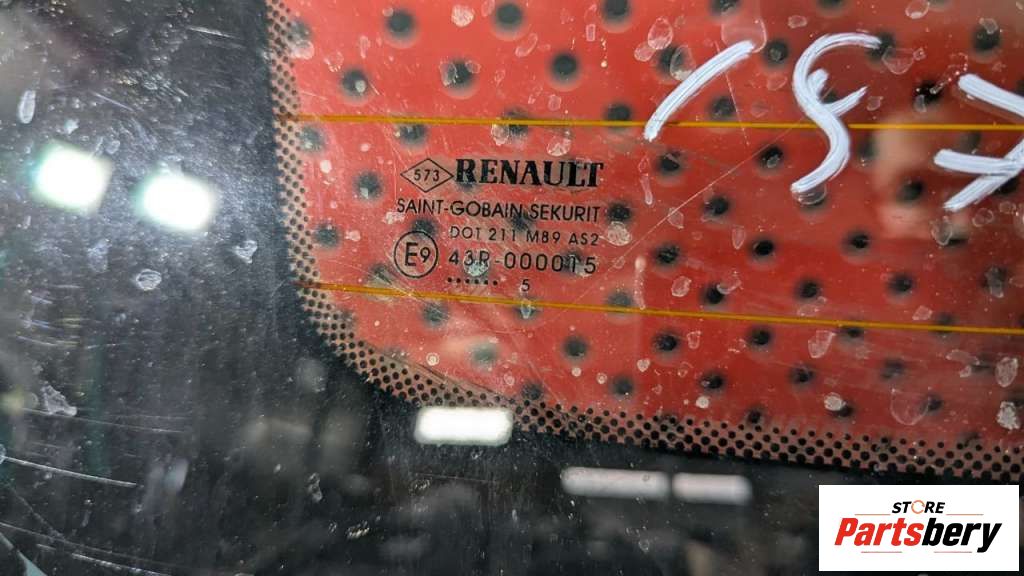 573 RENAULT
SAINT-GOBAIN SEKURIT
DOT 211 M89 AS2
E9 43R-000015
•••••• 5
STORE
Partsbery